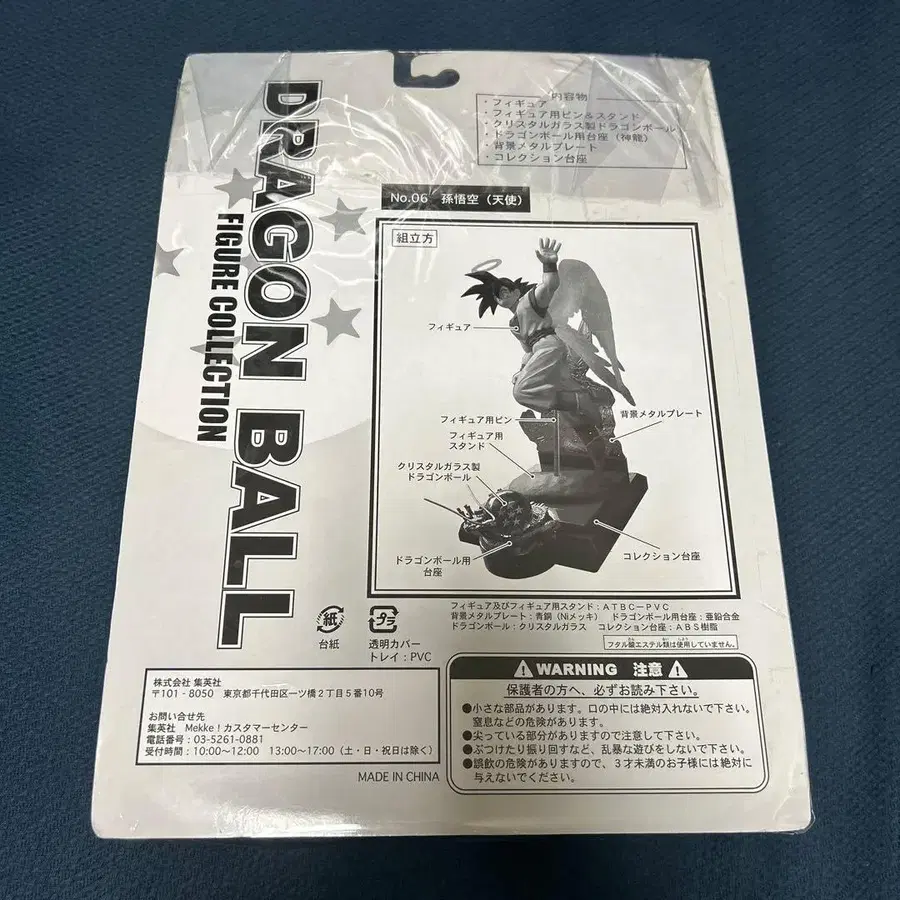 DRAGON BALL
FIGURE COLLECTION
内容物
・フィギュア
・フィギュア用ピン＆スタンド
・クリスタルガラス製ドラゴンボール
・ドラゴンボール用台座（神龍）
・背景メタルプレート
・コレクション台座
No.06 孫悟空（天使）
組立方
フィギュア
フィギュア用ピン
フィギュア用
スタンド
クリスタルガラス製
ドラゴンボール
ドラゴンボール用
台座
背景メタルプレート
コレクション台座
フィギュア及びフィギュア用スタンド：ATBC－PVC
背景メタルプレート：青銅（Niメッキ） ドラゴンボール用台座：亜鉛合金
ドラゴンボール：クリスタルガラス コレクション台座：ABS樹脂
フタル酸エステル類は使用していません。
紙
台紙
プラ
透明カバー
トレイ：PVC
株式会社 集英社
〒101-8050 東京都千代田区一ツ橋2丁目5番10号
お問い合せ先
集英社 Mekke！カスタマーセンター
電話番号：03-5261-0881
受付時間：10:00～12:00 13:00～17:00（土・日・祝日は除く）
MADE IN CHINA
WARNING 注意
保護者の方へ、必ずお読み下さい。
●小さな部品があります。口の中には絶対入れないで下さい。
窒息などの危険があります。
●尖っている部分がありますので注意して下さい。
●ぶつけたり振り回すなど、乱暴な遊びをしないで下さい。
●誤飲の危険がありますので、3才未満のお子様には絶対に
与えないでください。